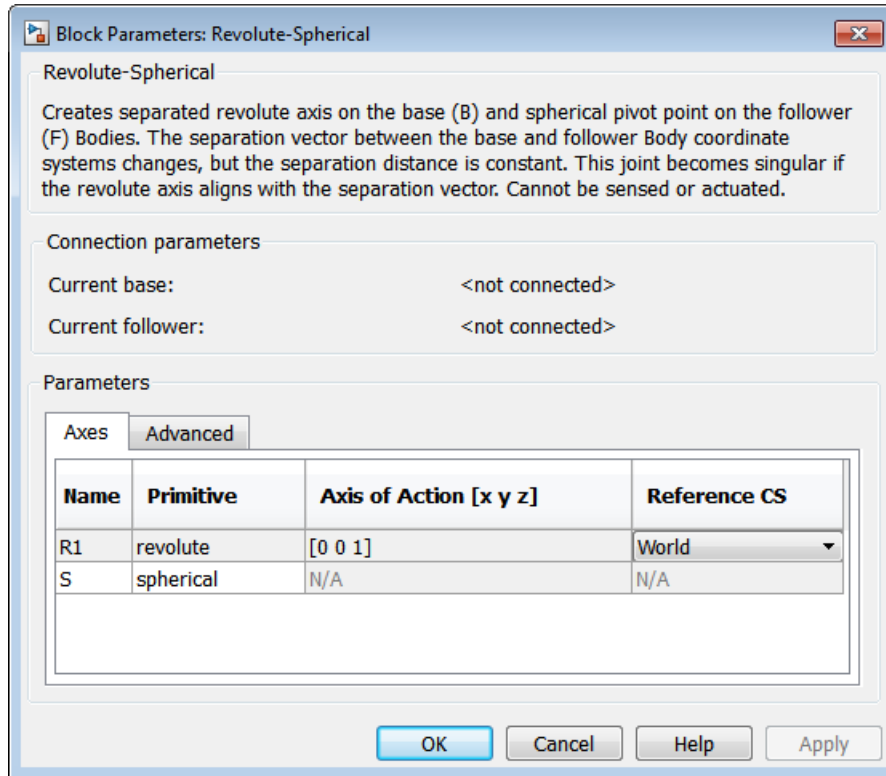 Block Parameters: Revolute-Spherical
Revolute-Spherical
Creates separated revolute axis on the base (B) and spherical pivot point on the follower
(F) Bodies. The separation vector between the base and follower Body coordinate
systems changes, but the separation distance is constant. This joint becomes singular if
the revolute axis aligns with the separation vector. Cannot be sensed or actuated.
Connection parameters
Current base: <not connected>
Current follower: <not connected>
Parameters
Axes Advanced
Name Primitive Axis of Action [x y z] Reference CS
R1 revolute [0 0 1] World
S spherical N/A N/A
OK Cancel Help Apply